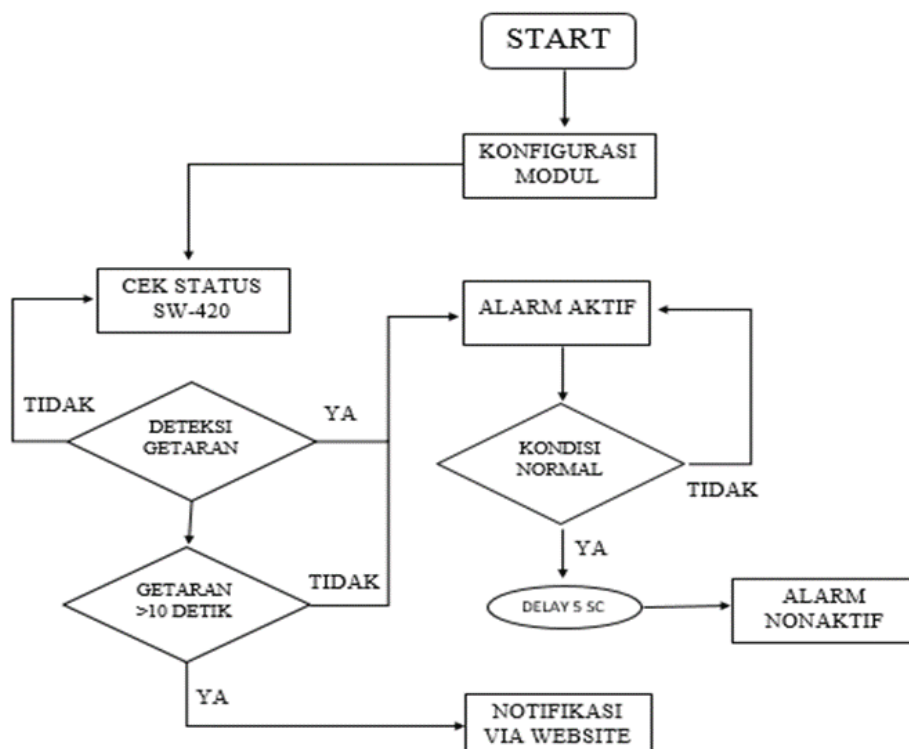 START
KONFIGURASI
MODUL
CEK STATUS
SW-420
ALARM AKTIF
TIDAK
DETEKSI
GETARAN
YA
KONDISI
NORMAL
TIDAK
GETARAN
>10 DETIK
TIDAK
YA
DELAY 5 SC
ALARM
NONAKTIF
YA
NOTIFIKASI
VIA WEBSITE